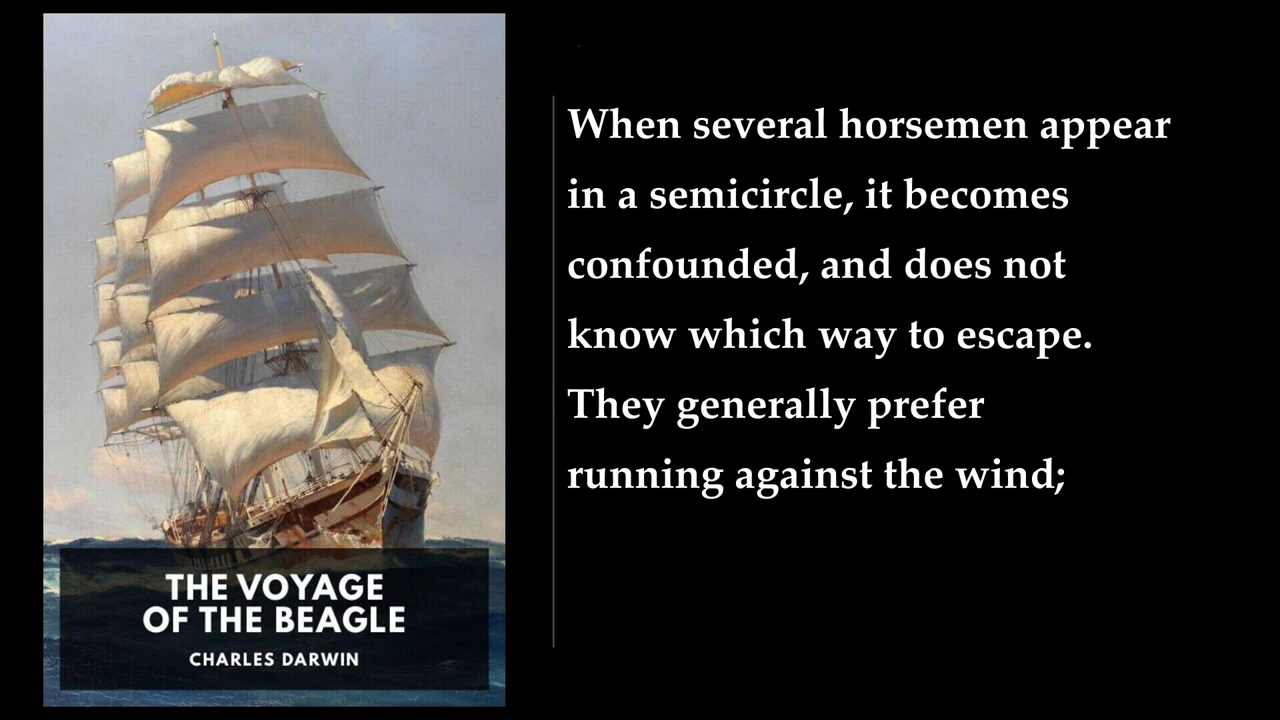 THE VOYAGE
OF THE BEAGLE
CHARLES DARWIN
When several horsemen appear
in a semicircle, it becomes
confounded, and does not
know which way to escape.
They generally prefer
running against the wind;